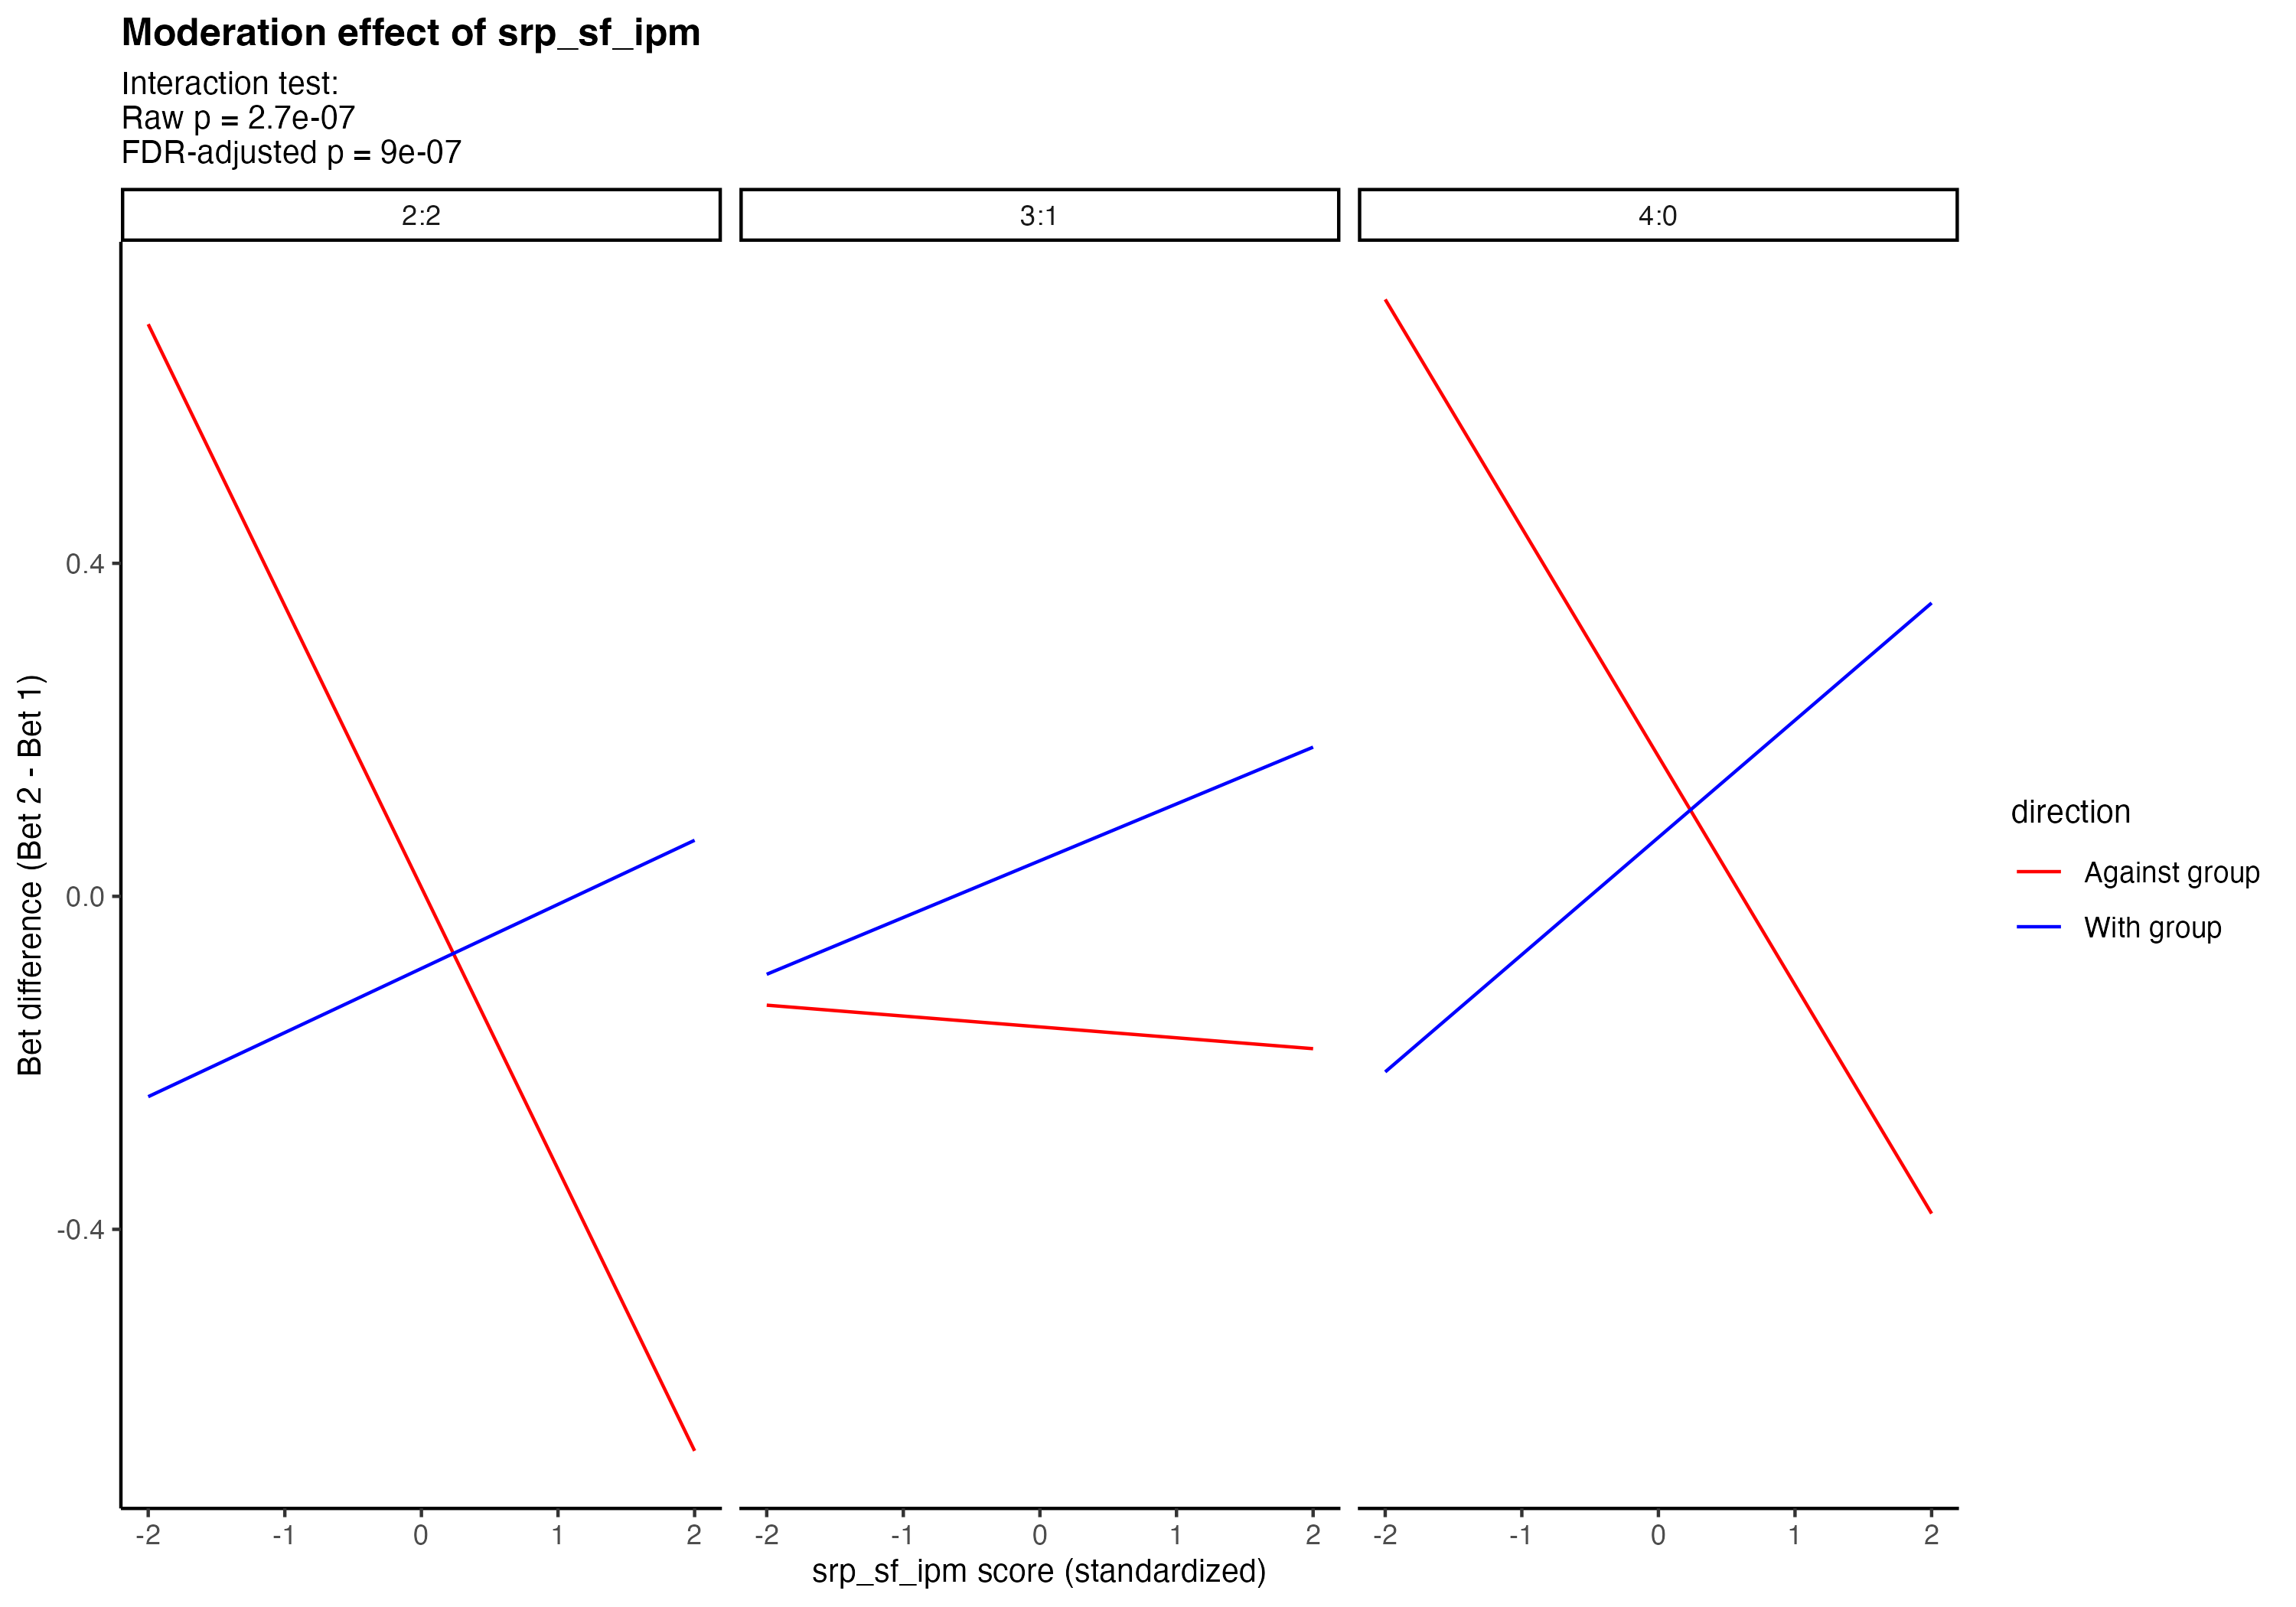 Moderation effect of srp_sf_ipm
Interaction test:
Raw p = 2.7e-07
FDR-adjusted p = 9e-07
2:2
3:1
4:0
0.4
0.0
-0.4
Bet difference (Bet 2 - Bet 1)
-2 -1 0 1 2
-2 -1 0 1 2
-2 -1 0 1 2
srp_sf_ipm score (standardized)
direction
Against group
With group